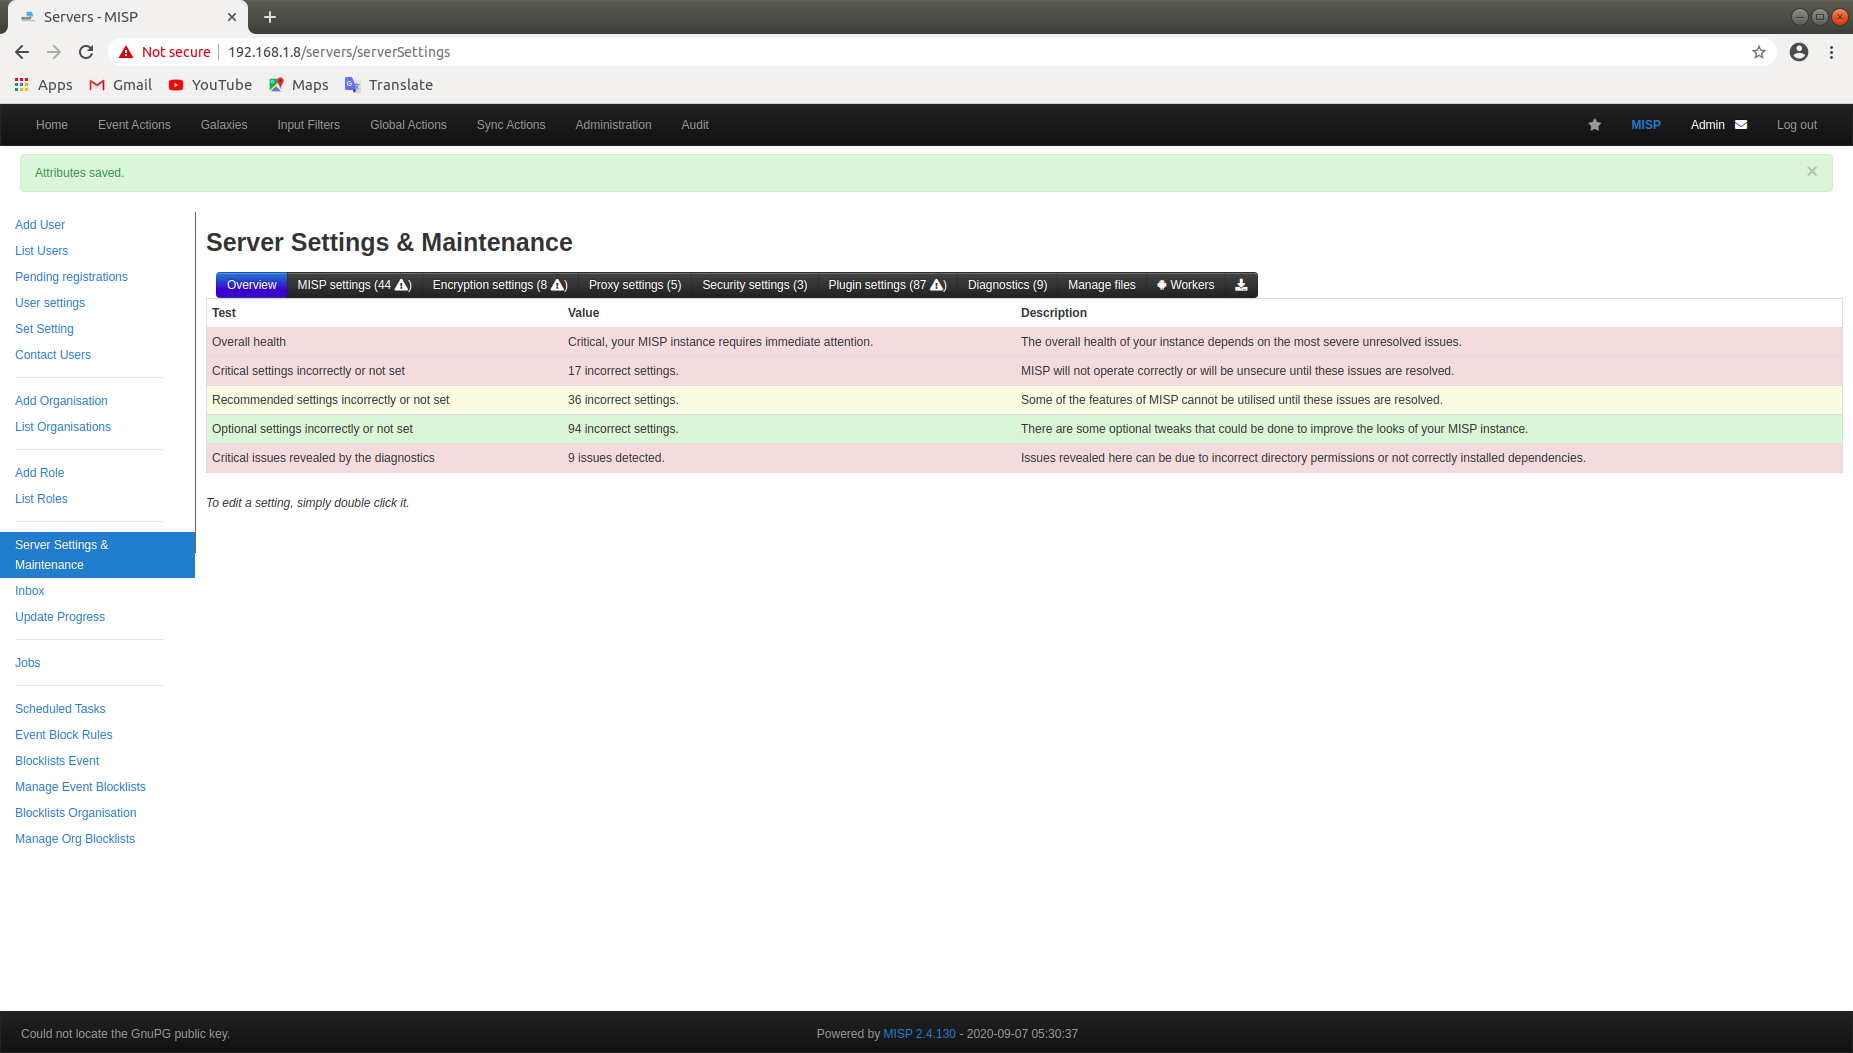 Servers - MISP
Not secure 192.168.1.8/servers/serverSettings
Apps Gmail YouTube Maps Translate
Home Event Actions Galaxies Input Filters Global Actions Sync Actions Administration Audit MISP Admin Log out
Attributes saved.
Add User
List Users
Pending registrations
User settings
Set Setting
Contact Users
Add Organisation
List Organisations
Add Role
List Roles
Server Settings &
Maintenance
Inbox
Update Progress
Jobs
Scheduled Tasks
Event Block Rules
Blocklists Event
Manage Event Blocklists
Blocklists Organisation
Manage Org Blocklists
Server Settings & Maintenance
Overview MISP settings (44 ) Encryption settings (8 ) Proxy settings (5) Security settings (3) Plugin settings (87 ) Diagnostics (9) Manage files Workers
Test Value Description
Overall health Critical, your MISP instance requires immediate attention. The overall health of your instance depends on the most severe unresolved issues.
Critical settings incorrectly or not set 17 incorrect settings. MISP will not operate correctly or will be unsecure until these issues are resolved.
Recommended settings incorrectly or not set 36 incorrect settings. Some of the features of MISP cannot be utilised until these issues are resolved.
Optional settings incorrectly or not set 94 incorrect settings. There are some optional tweaks that could be done to improve the looks of your MISP instance.
Critical issues revealed by the diagnostics 9 issues detected. Issues revealed here can be due to incorrect directory permissions or not correctly installed dependencies.
To edit a setting, simply double click it.
Could not locate the GnuPG public key. Powered by MISP 2.4.130 - 2020-09-07 05:30:37